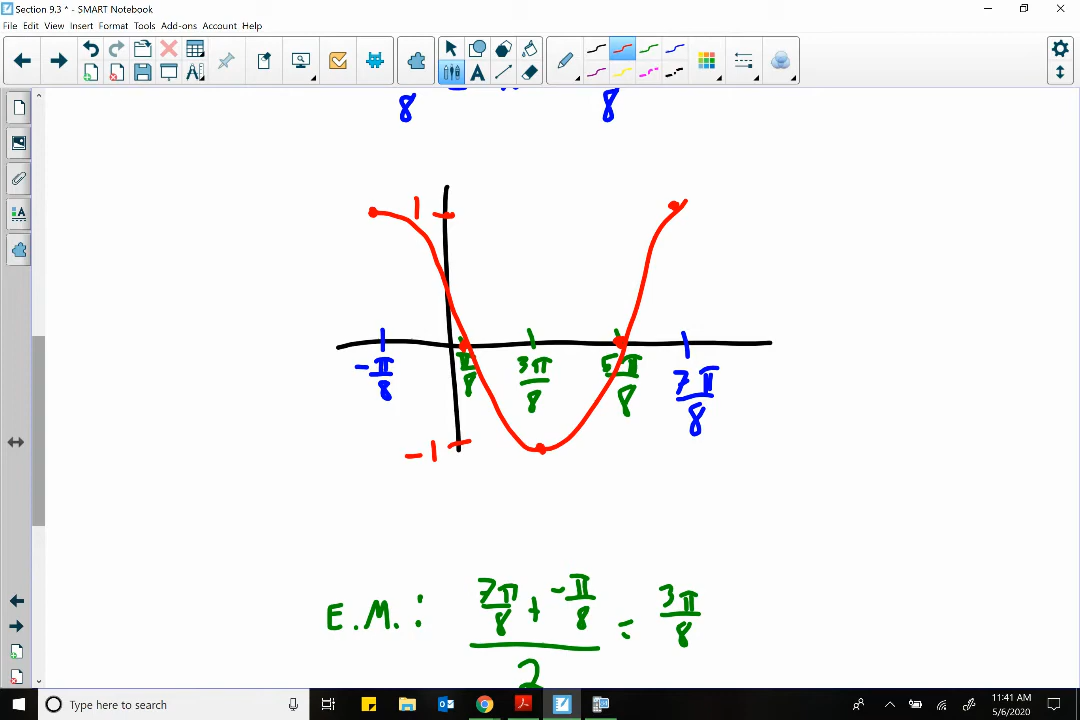 Section 9.3 * - SMART Notebook
File Edit View Insert Format Tools Add-ons Account Help
8 8
1
-π/8 π/8 3π/8 5π/8 7π/8
-1
E.M.: (7π/8 + -π/8)/2 = 3π/8
Type here to search
11:41 AM
5/6/2020